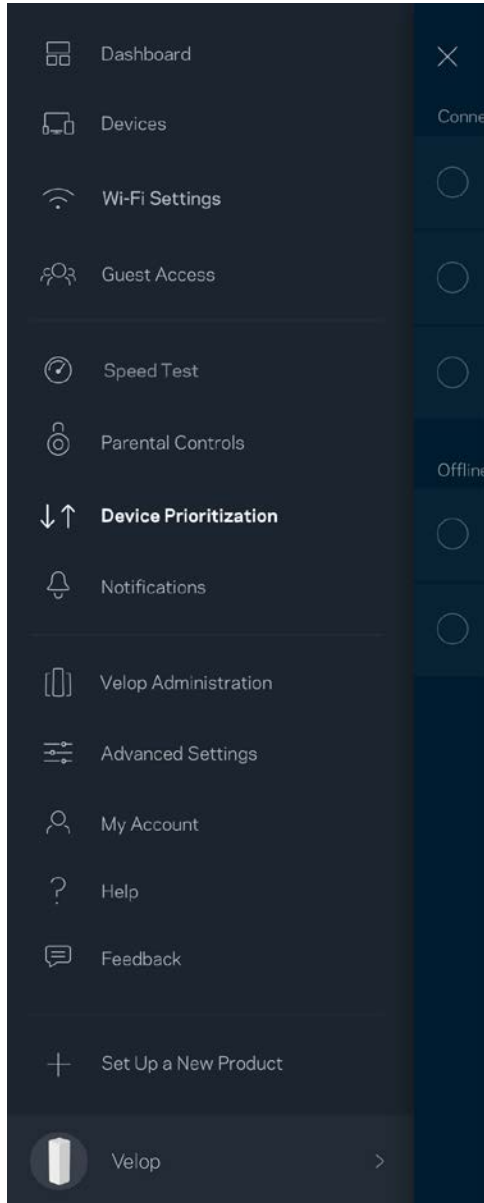 Dashboard
Devices
Conne
Wi-Fi Settings
Guest Access
Speed Test
Parental Controls
Offline
Device Prioritization
Notifications
Velop Administration
Advanced Settings
My Account
Help
Feedback
Set Up a New Product
Velop